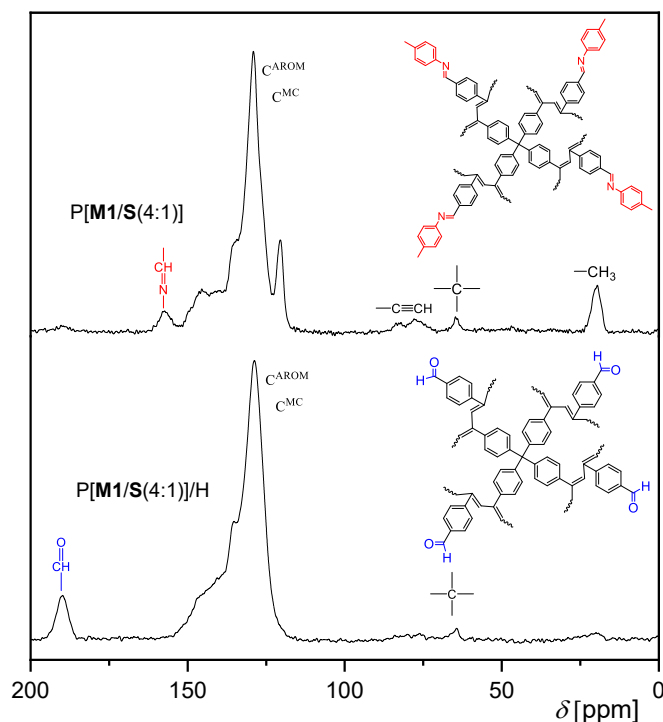 C^AROM
C^MC
N
N
P[M1/S(4:1)]
CH
N
N
N
—CH₃
—C—
—C≡CH
C^AROM
C^MC
H
O
H
O
P[M1/S(4:1)]/H
O
CH
H
O
O
H
—C—
200
150
100
50
0
δ [ppm]